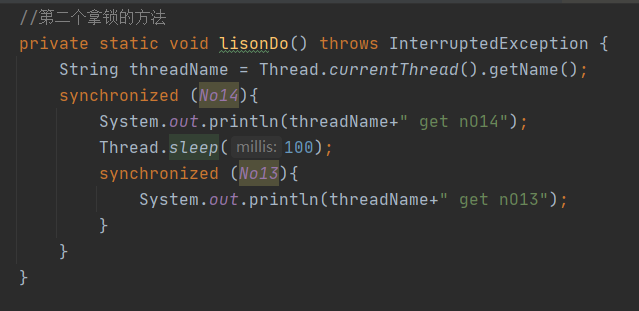 //第二个拿锁的方法
private static void lisonDo() throws InterruptedException {
String threadName = Thread.currentThread().getName();
synchronized (No14){
System.out.println(threadName+" get nO14");
Thread.sleep( millis: 100);
synchronized (No13){
System.out.println(threadName+" get nO13");
}
}
}